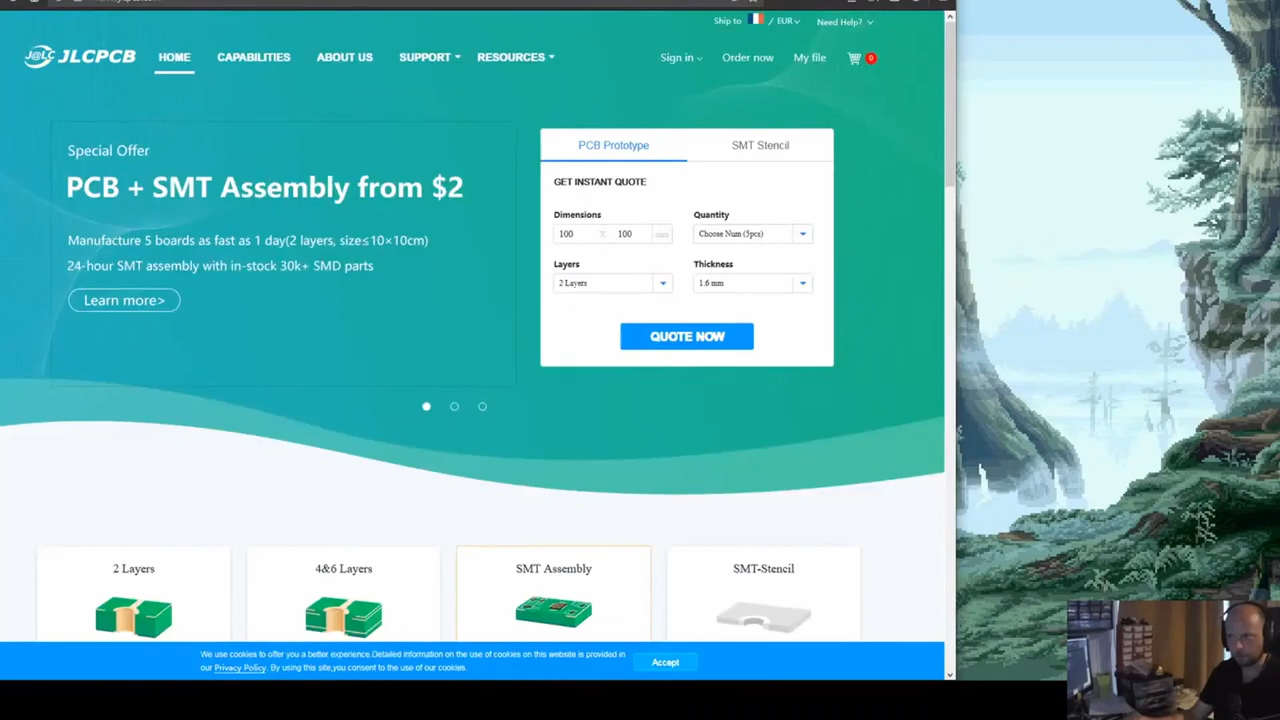 Ship to / EUR Need Help?
J@LC JLCPCB HOME CAPABILITIES ABOUT US SUPPORT RESOURCES Sign in Order now My file 0
Special Offer
PCB + SMT Assembly from $2
Manufacture 5 boards as fast as 1 day(2 layers, size≤10×10cm)
24-hour SMT assembly with in-stock 30k+ SMD parts
Learn more>
PCB Prototype SMT Stencil
GET INSTANT QUOTE
Dimensions Quantity
100 X 100 mm Choose Num (5pcs)
Layers Thickness
2 Layers 1.6 mm
QUOTE NOW
2 Layers 4&6 Layers SMT Assembly SMT-Stencil
We use cookies to offer you a better experience.Detailed information on the use of cookies on this website is provided in
our Privacy Policy. By using this site,you consent to the use of our cookies.
Accept